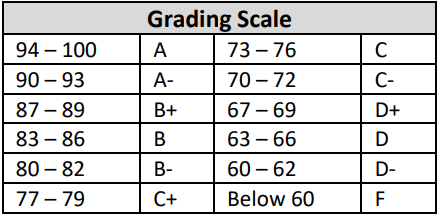 Grading Scale
94 – 100 A 73 – 76 C
90 – 93 A- 70 – 72 C-
87 – 89 B+ 67 – 69 D+
83 – 86 B 63 – 66 D
80 – 82 B- 60 – 62 D-
77 – 79 C+ Below 60 F